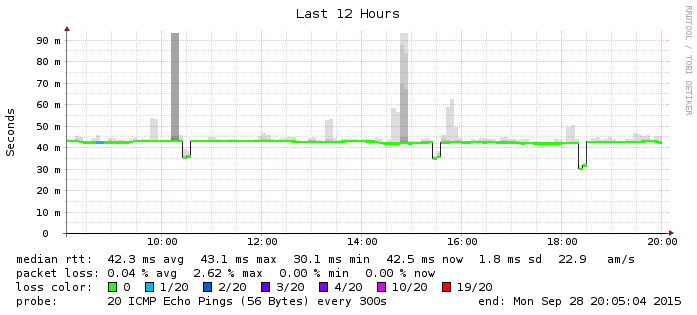 Last 12 Hours
RRDTOOL / TOBI OETIKER
Seconds
90 m
80 m
70 m
60 m
50 m
40 m
30 m
20 m
10 m
0
10:00 12:00 14:00 16:00 18:00 20:00
median rtt: 42.3 ms avg 43.1 ms max 30.1 ms min 42.5 ms now 1.8 ms sd 22.9 am/s
packet loss: 0.04 % avg 2.62 % max 0.00 % min 0.00 % now
loss color: 0 1/20 2/20 3/20 4/20 10/20 19/20
probe: 20 ICMP Echo Pings (56 Bytes) every 300s end: Mon Sep 28 20:05:04 2015